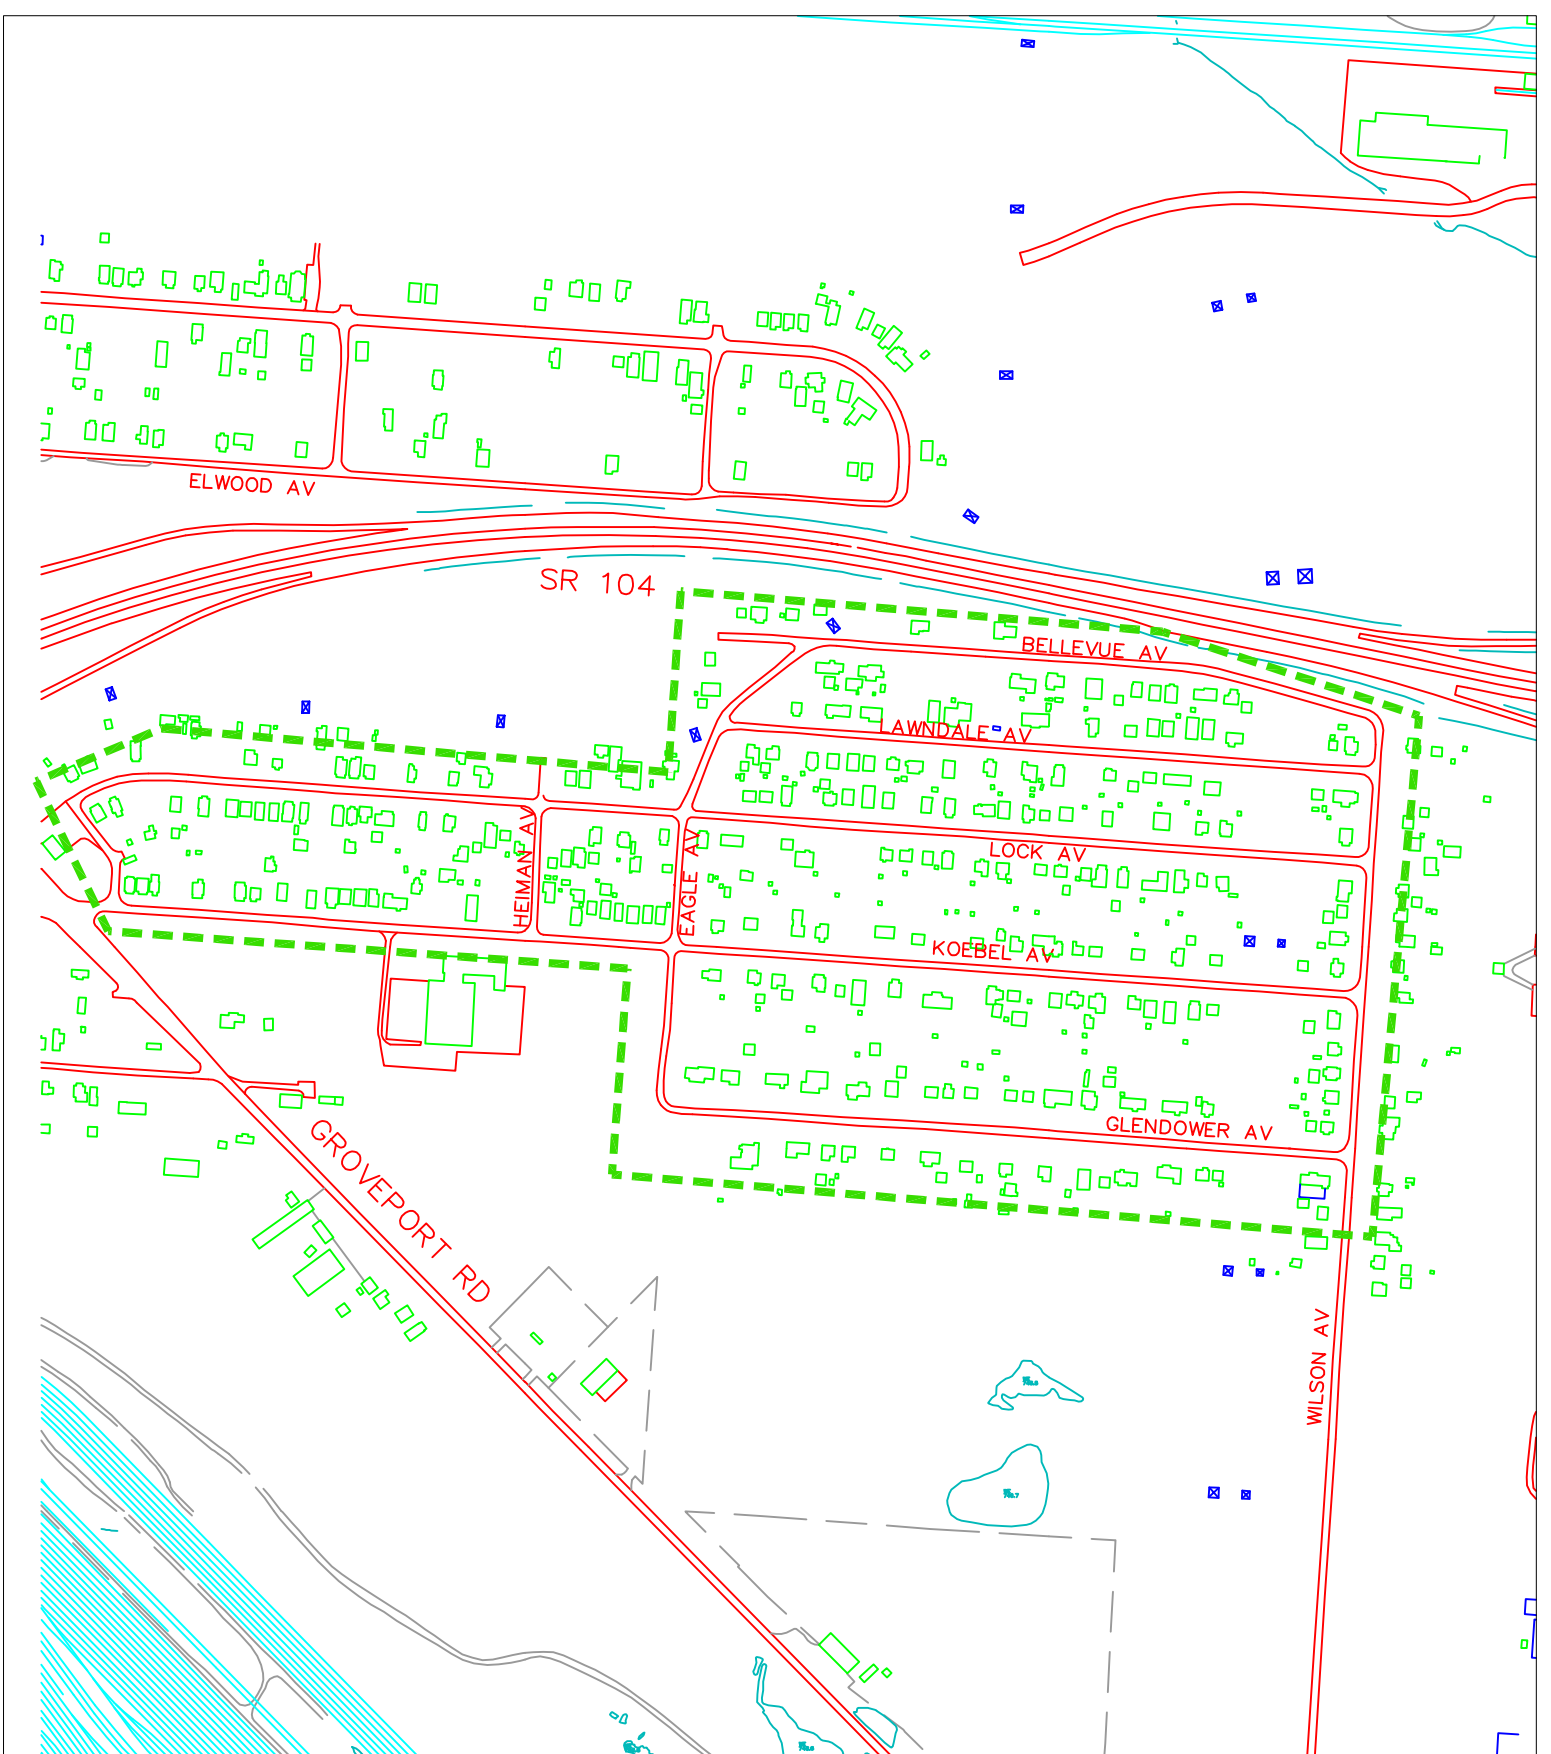 ELWOOD AV
SR 104
BELLEVUE AV
LAWNDALE AV
HEIMAN AV
EAGLE AV
LOCK AV
KOEBEL AV
GLENDOWER AV
GROVEPORT RD
WILSON AV